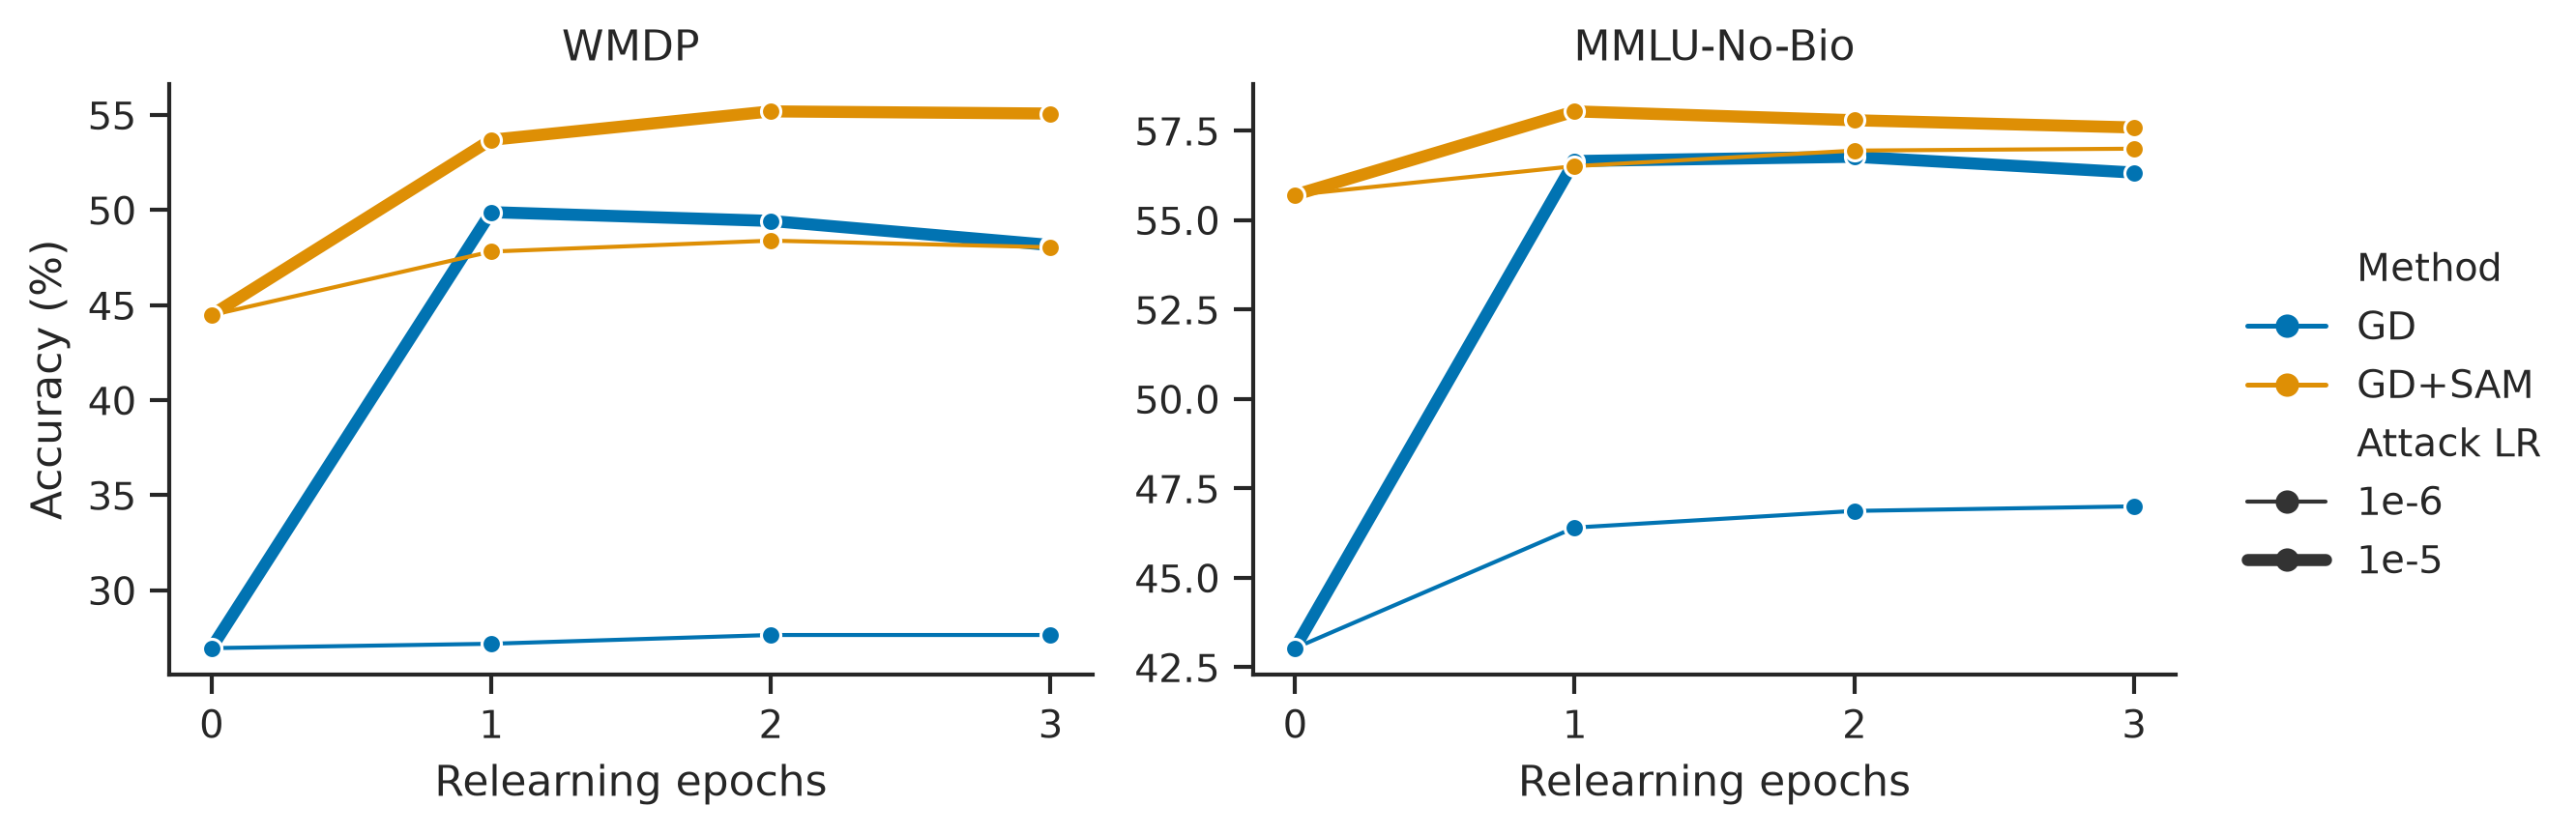 WMDP
Accuracy (%)
55
50
45
40
35
30
0 1 2 3
Relearning epochs
MMLU-No-Bio
57.5
55.0
52.5
50.0
47.5
45.0
42.5
0 1 2 3
Relearning epochs
Method
GD
GD+SAM
Attack LR
1e-6
1e-5